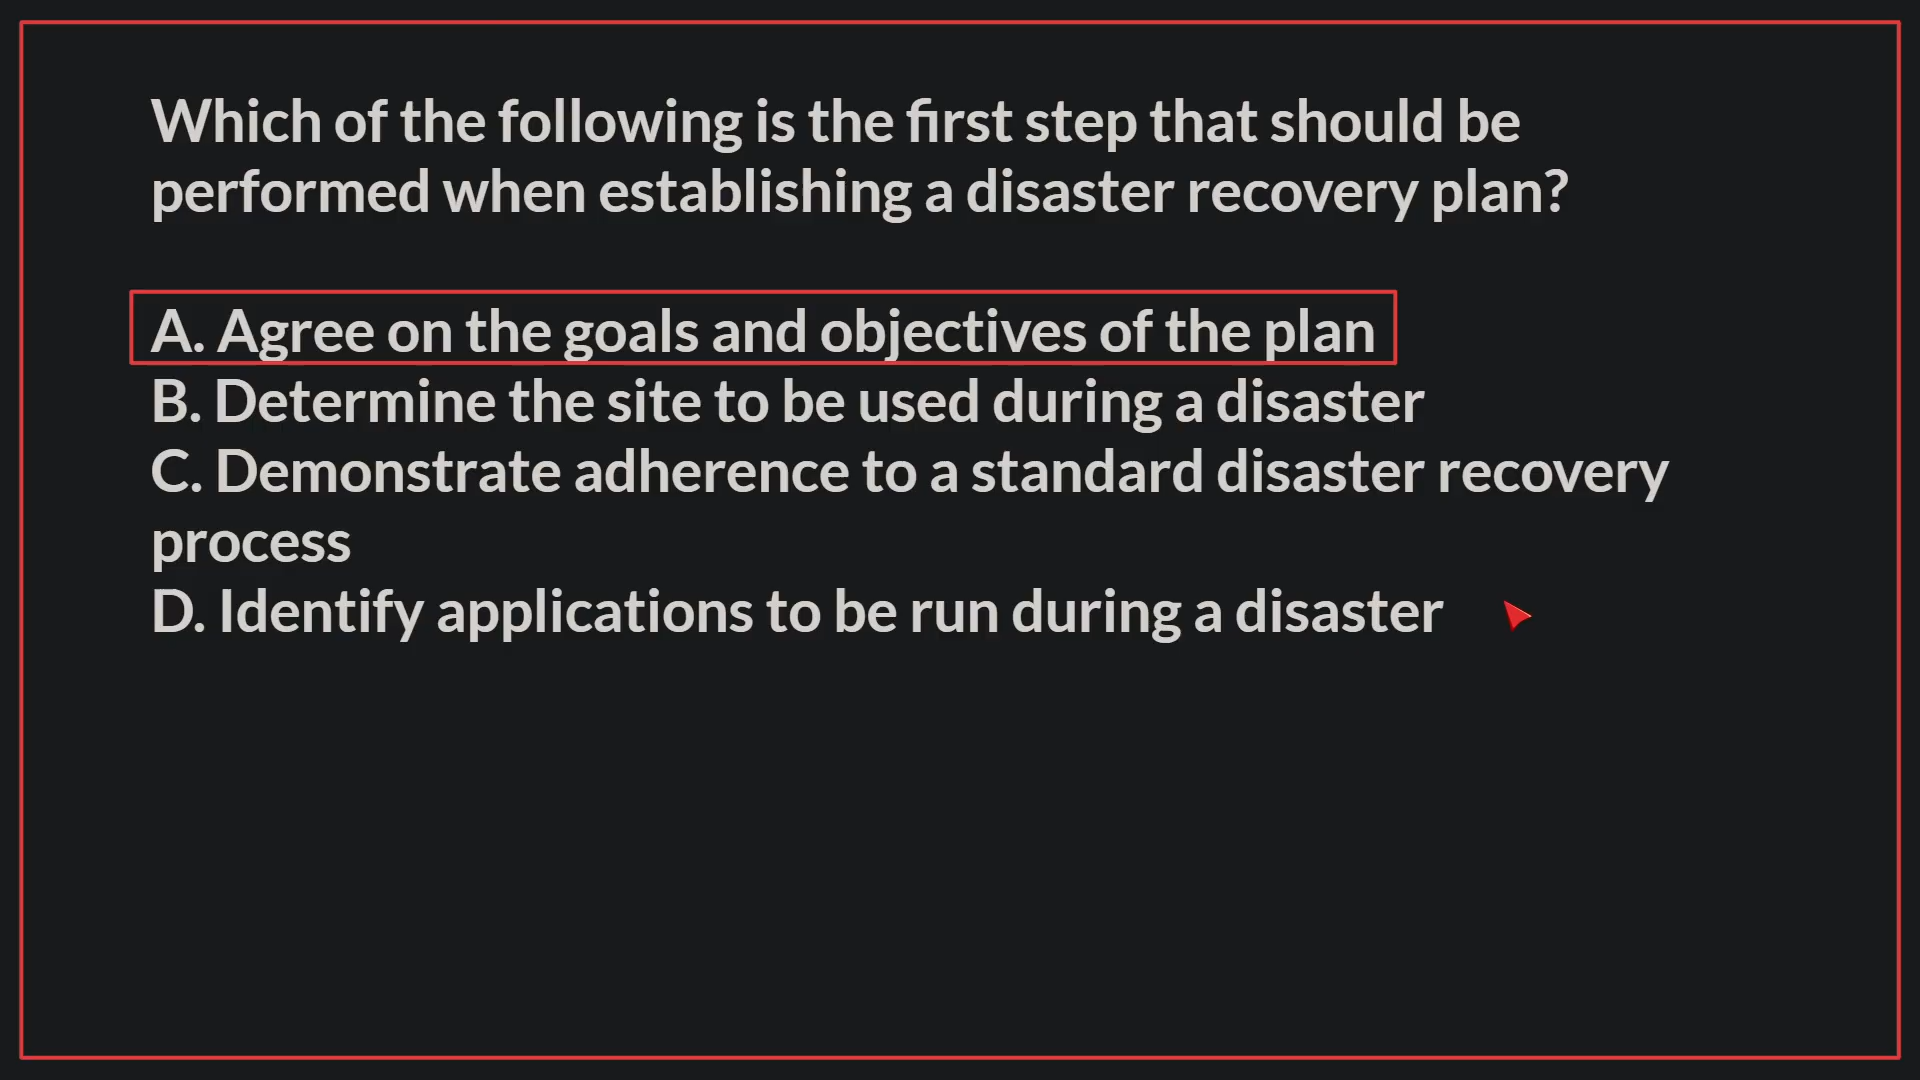 Which of the following is the first step that should be
performed when establishing a disaster recovery plan?
A. Agree on the goals and objectives of the plan
B. Determine the site to be used during a disaster
C. Demonstrate adherence to a standard disaster recovery
process
D. Identify applications to be run during a disaster